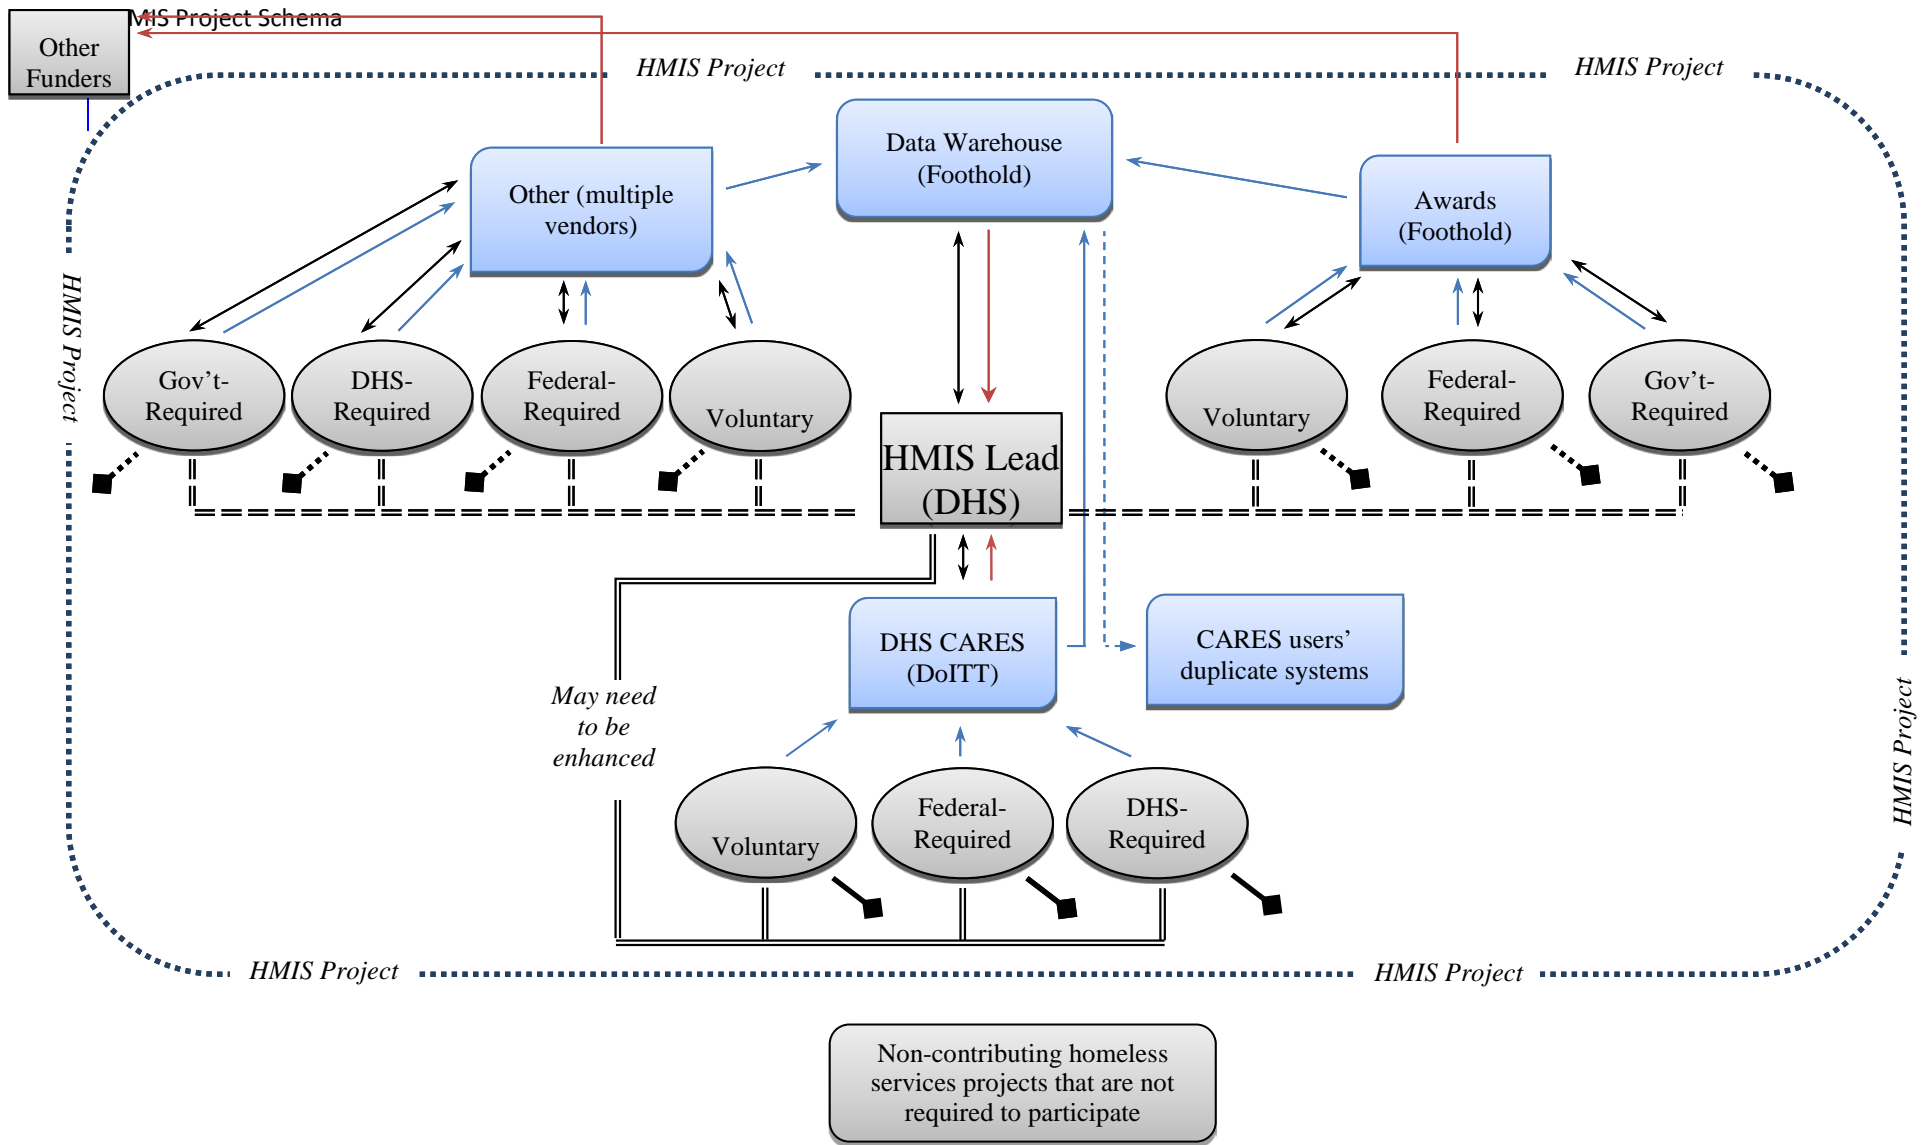 MIS Project Schema
Other
Funders
HMIS Project
HMIS Project
Data Warehouse
(Foothold)
Other (multiple
vendors)
Awards
(Foothold)
HMIS Project
Gov’t-
Required
DHS-
Required
Federal-
Required
Voluntary
HMIS Lead
(DHS)
Voluntary
Federal-
Required
Gov’t-
Required
DHS CARES
(DoITT)
CARES users’
duplicate systems
May need
to be
enhanced
HMIS Project
Voluntary
Federal-
Required
DHS-
Required
HMIS Project
HMIS Project
Non-contributing homeless
services projects that are not
required to participate